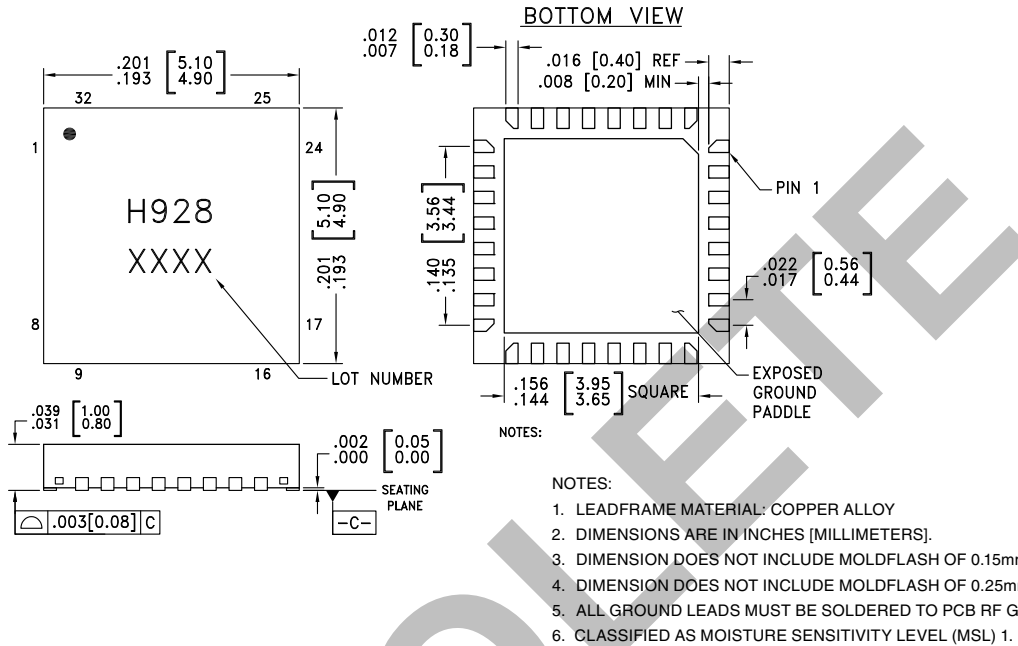 BOTTOM VIEW
.201 [5.10]
.193 [4.90]
32 25
1 24
H928
XXXX
[5.10]
[4.90]
.201
.193
8 17
9 16
LOT NUMBER
.012 [0.30]
.007 [0.18]
.016 [0.40] REF
.008 [0.20] MIN
PIN 1
[3.56]
[3.44]
.140
.135
.022 [0.56]
.017 [0.44]
.156 [3.95] SQUARE
.144 [3.65]
EXPOSED
GROUND
PADDLE
NOTES:
.039 [1.00]
.031 [0.80]
.002 [0.05]
.000 [0.00]
SEATING
PLANE
.003[0.08] C
-C-
NOTES:
1. LEADFRAME MATERIAL: COPPER ALLOY
2. DIMENSIONS ARE IN INCHES [MILLIMETERS].
3. DIMENSION DOES NOT INCLUDE MOLDFLASH OF 0.15m
4. DIMENSION DOES NOT INCLUDE MOLDFLASH OF 0.25m
5. ALL GROUND LEADS MUST BE SOLDERED TO PCB RF G
6. CLASSIFIED AS MOISTURE SENSITIVITY LEVEL (MSL) 1.
OLETE